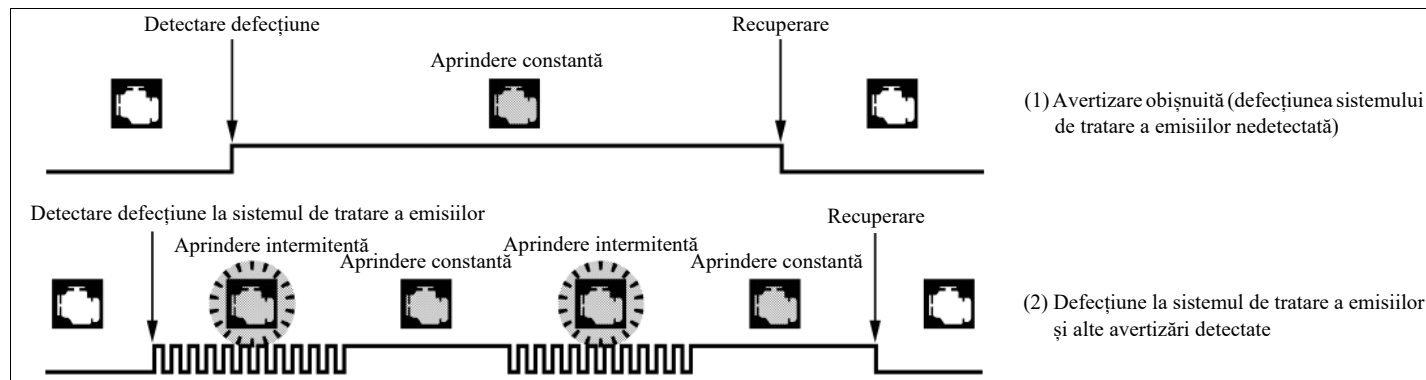 Detectare defecțiune
Recuperare
Aprindere constantă
(1) Avertizare obișnuită (defecțiunea sistemului
de tratare a emisiilor nedetectată)
Detectare defecțiune la sistemul de tratare a emisiilor
Recuperare
Aprindere intermitentă
Aprindere constantă
Aprindere intermitentă
Aprindere constantă
(2) Defecțiune la sistemul de tratare a emisiilor
și alte avertizări detectate